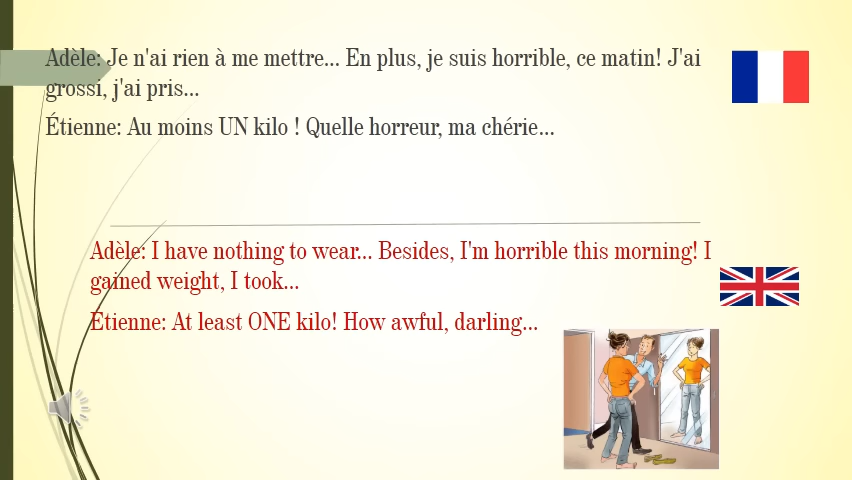 Adèle: Je n'ai rien à me mettre... En plus, je suis horrible, ce matin! J'ai
grossi, j'ai pris...
Étienne: Au moins UN kilo ! Quelle horreur, ma chérie...
Adèle: I have nothing to wear... Besides, I'm horrible this morning! I
gained weight, I took...
Etienne: At least ONE kilo! How awful, darling...